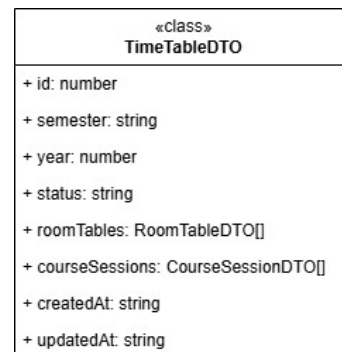 «class»
TimeTableDTO
+ id: number
+ semester: string
+ year: number
+ status: string
+ roomTables: RoomTableDTO[]
+ courseSessions: CourseSessionDTO[]
+ createdAt: string
+ updatedAt: string